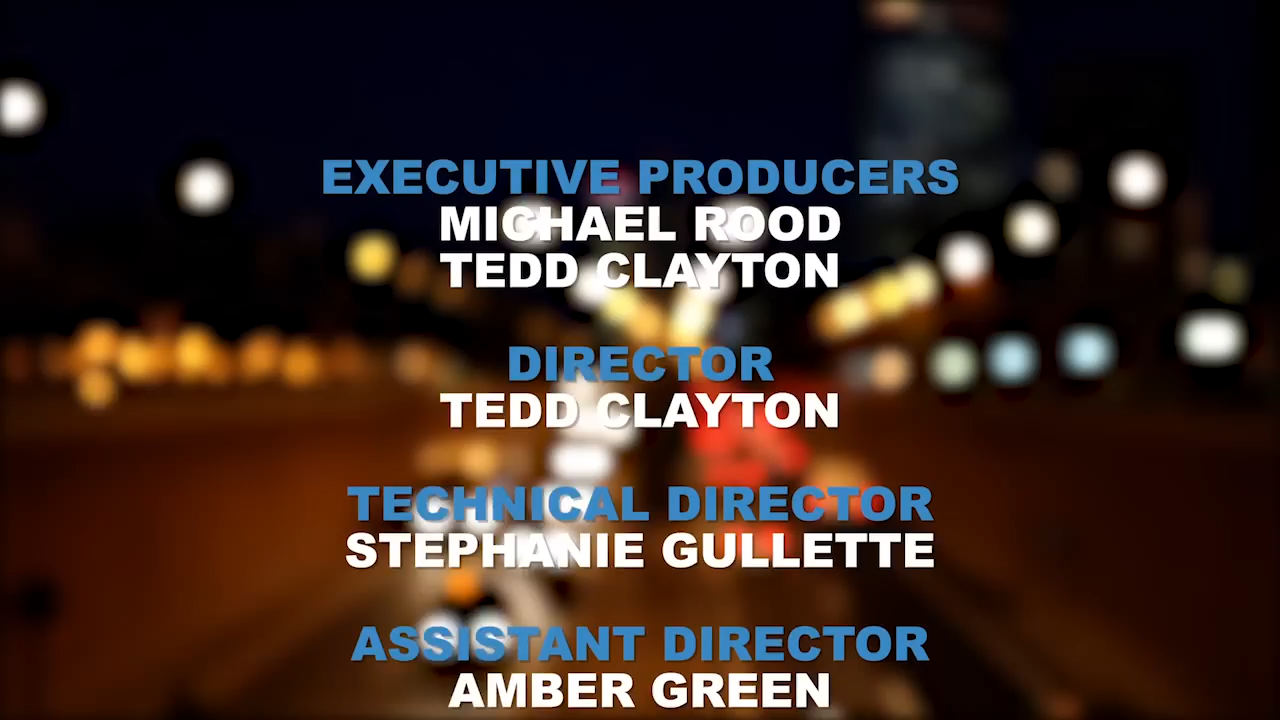 EXECUTIVE PRODUCERS
MICHAEL ROOD
TEDD CLAYTON
DIRECTOR
TEDD CLAYTON
TECHNICAL DIRECTOR
STEPHANIE GULLETTE
ASSISTANT DIRECTOR
AMBER GREEN